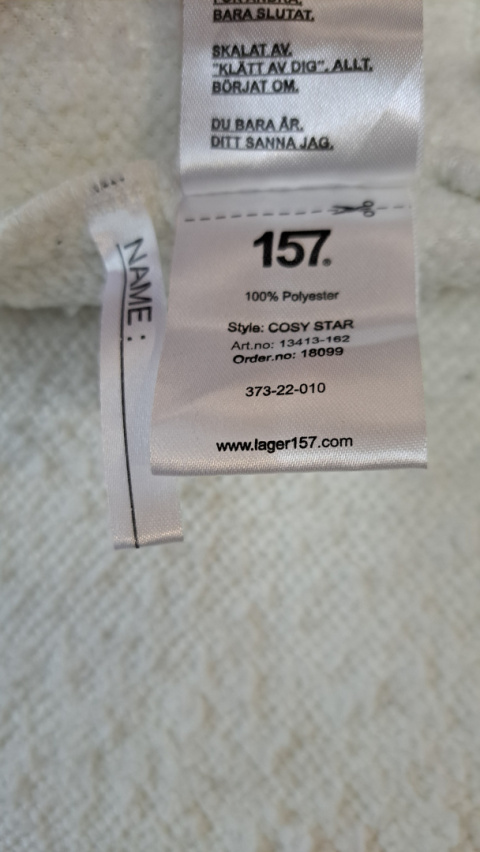 BARA SLUTAT.
SKALAT AV.
"KLÄTT AV DIG". ALLT.
BÖRJAT OM.
DU BARA ÄR.
DITT SANNA JAG.
157.
100% Polyester
Style: COSY STAR
Art.no: 13413-162
Order.no: 18099
373-22-010
www.lager157.com
NAME :